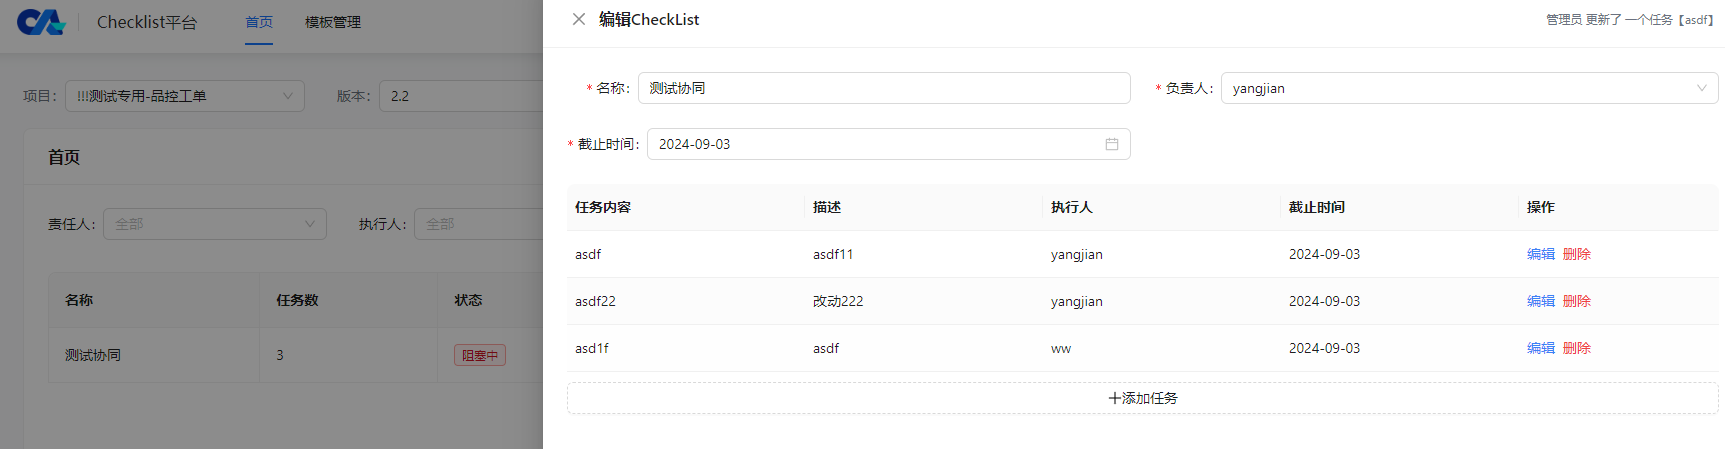 Checklist平台 首页 模板管理
项目： !!!测试专用-品控工单 版本： 2.2
首页
责任人： 全部 执行人： 全部
名称 任务数 状态
测试协同 3 阻塞中
编辑CheckList 管理员 更新了 一个任务【asdf】
* 名称： 测试协同 * 负责人： yangjian
* 截止时间： 2024-09-03
任务内容 描述 执行人 截止时间 操作
asdf asdf11 yangjian 2024-09-03 编辑 删除
asdf22 改动222 yangjian 2024-09-03 编辑 删除
asd1f asdf ww 2024-09-03 编辑 删除
+添加任务